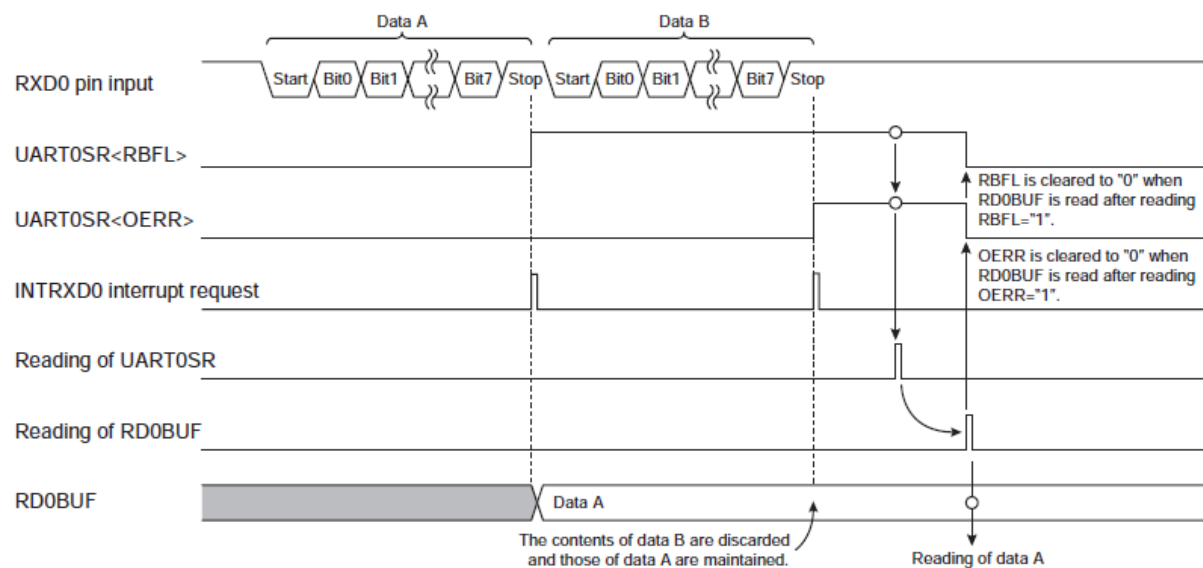 Data A
Data B
RXD0 pin input
Start Bit0 Bit1 Bit7 Stop Start Bit0 Bit1 Bit7 Stop
UART0SR<RBFL>
RBFL is cleared to "0" when
RD0BUF is read after reading
RBFL="1".
UART0SR<OERR>
OERR is cleared to "0" when
RD0BUF is read after reading
OERR="1".
INTRXD0 interrupt request
Reading of UART0SR
Reading of RD0BUF
RD0BUF
Data A
The contents of data B are discarded
and those of data A are maintained.
Reading of data A